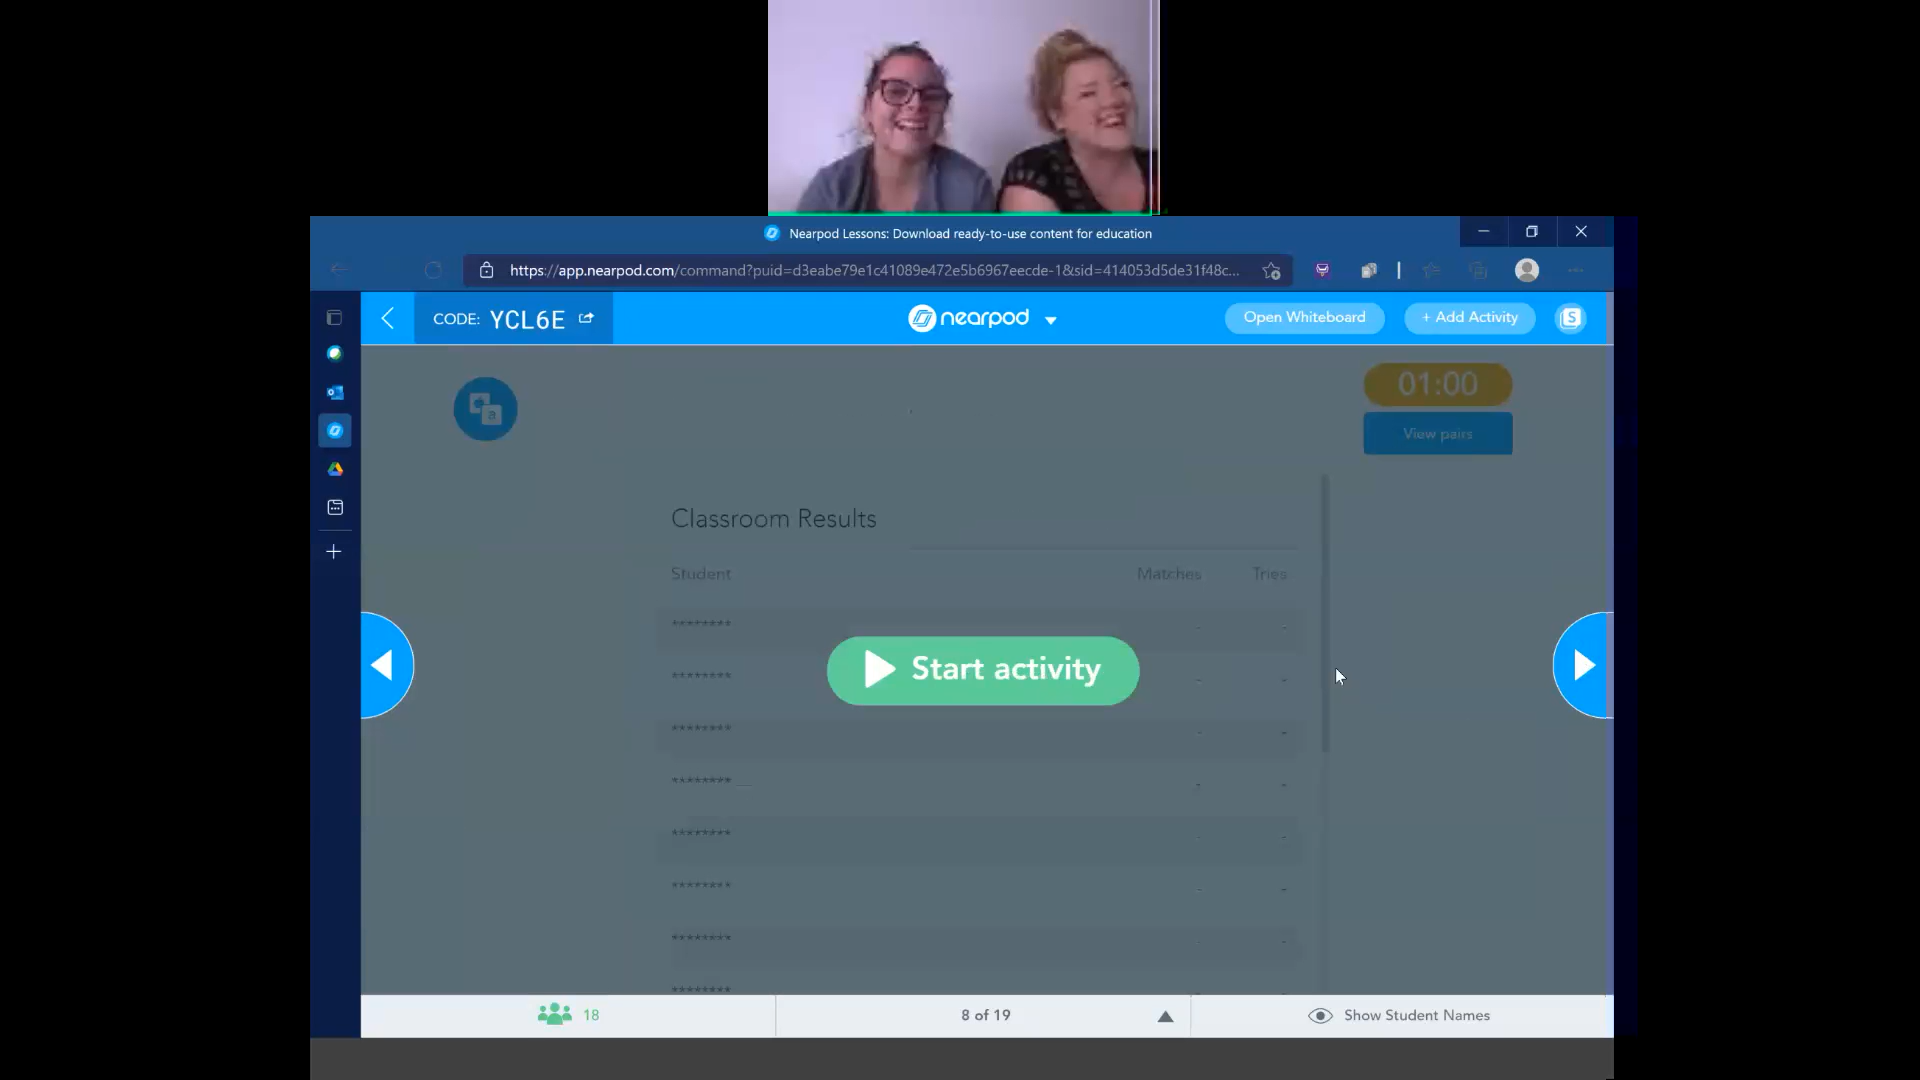 Nearpod Lessons: Download ready-to-use content for education
https://app.nearpod.com/command?puid=d3eabe79e1c41089e472e5b6967eecde-1&sid=414053d5de31f48c...
CODE: YCL6E
nearpod
Open Whiteboard
+ Add Activity
S
01:00
View pairs
Classroom Results
Student Matches Tries
******** - -
******** - -
Start activity
******** - -
******** - -
******** - -
******** - -
******** - -
********
18
8 of 19
Show Student Names